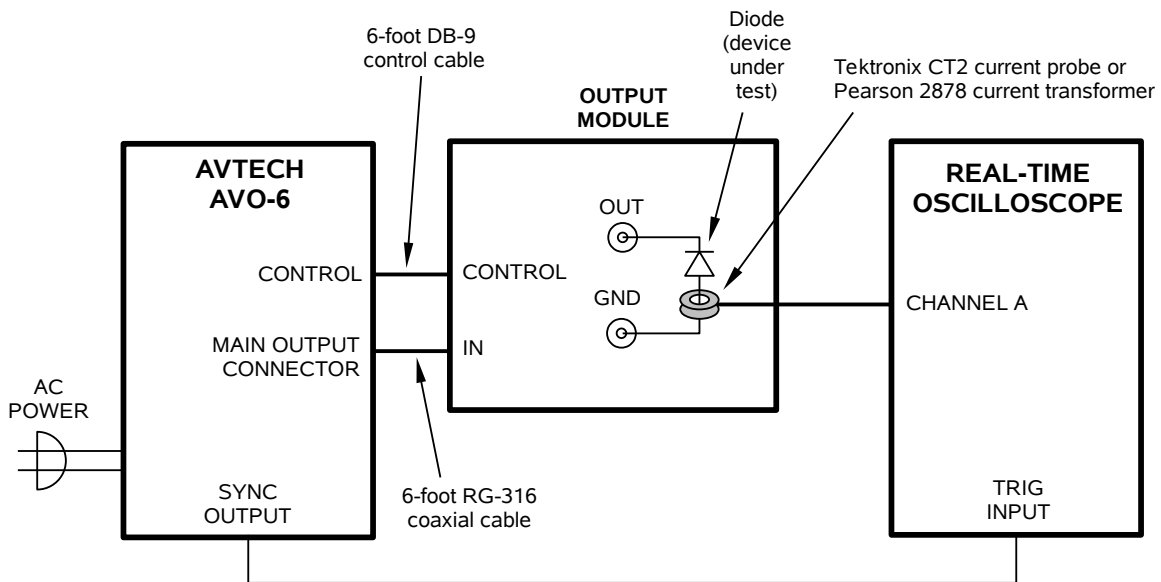 6-foot DB-9
control cable
Diode
(device
under
test)
Tektronix CT2 current probe or
Pearson 2878 current transformer
OUTPUT
MODULE
AVTECH
AVO-6
REAL-TIME
OSCILLOSCOPE
OUT
CONTROL
CONTROL
GND
CHANNEL A
MAIN OUTPUT
CONNECTOR
IN
AC
POWER
6-foot RG-316
coaxial cable
SYNC
OUTPUT
TRIG
INPUT